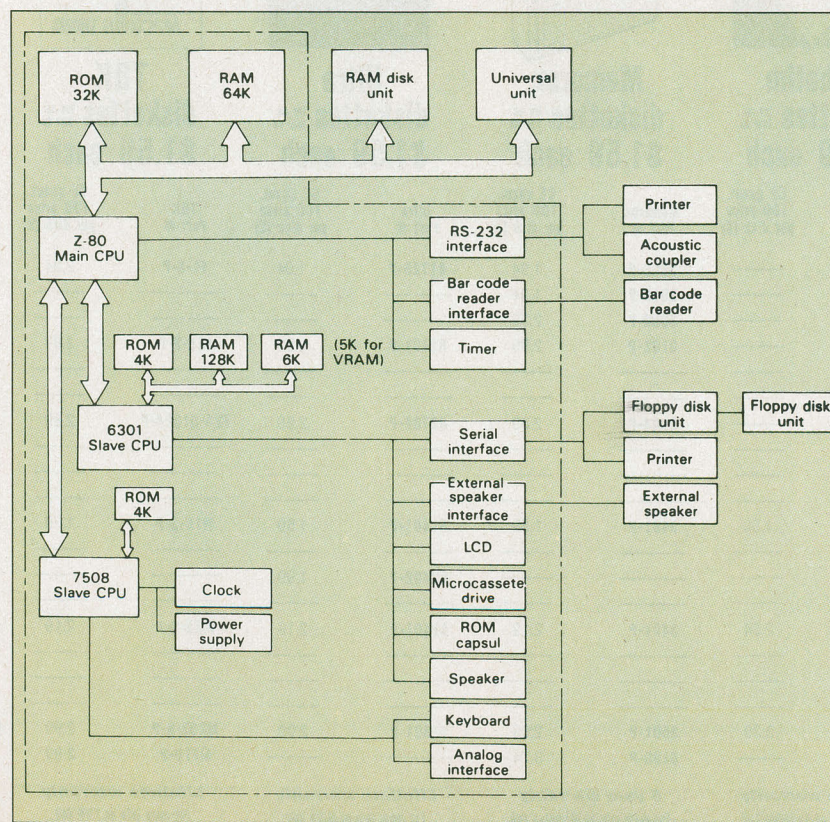 ROM
32K
RAM
64K
RAM disk
unit
Universal
unit
Z-80
Main CPU
RS-232
interface
Printer
Acoustic
coupler
Bar code
reader
interface
Bar code
reader
Timer
ROM
4K
RAM
128K
RAM
6K
(5K for
VRAM)
6301
Slave CPU
Serial
interface
Floppy disk
unit
Floppy disk
unit
Printer
ROM
4K
External
speaker
interface
External
speaker
LCD
7508
Slave CPU
Clock
Power
supply
Microcassete
drive
ROM
capsul
Speaker
Keyboard
Analog
interface